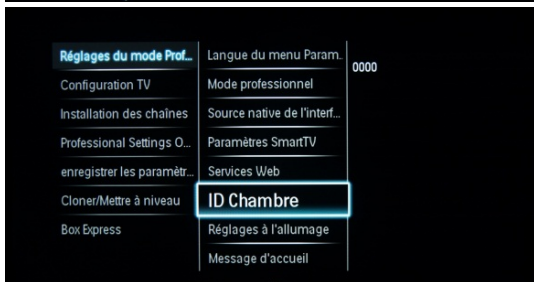 Réglages du mode Prof...
Configuration TV
Installation des chaînes
Professional Settings O...
enregistrer les paramètr...
Cloner/Mettre à niveau
Box Express
Langue du menu Param..
Mode professionnel
Source native de l'interf...
Paramètres SmartTV
Services Web
ID Chambre
Réglages à l'allumage
Message d'accueil
0000